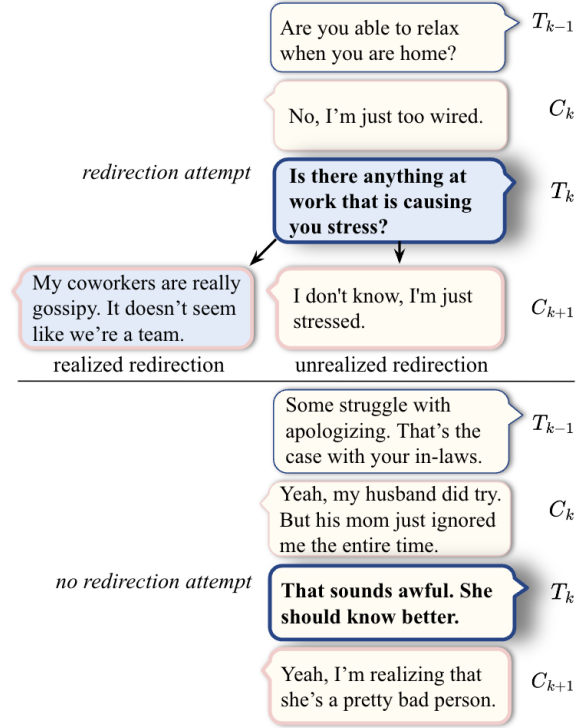 Are you able to relax
when you are home?
T_{k−1}
No, I’m just too wired.
C_k
redirection attempt
Is there anything at
work that is causing
you stress?
T_k
My coworkers are really
gossipy. It doesn’t seem
like we’re a team.
I don't know, I'm just
stressed.
C_{k+1}
realized redirection
unrealized redirection
Some struggle with
apologizing. That’s the
case with your in-laws.
T_{k−1}
Yeah, my husband did try.
But his mom just ignored
me the entire time.
C_k
no redirection attempt
That sounds awful. She
should know better.
T_k
Yeah, I’m realizing that
she’s a pretty bad person.
C_{k+1}